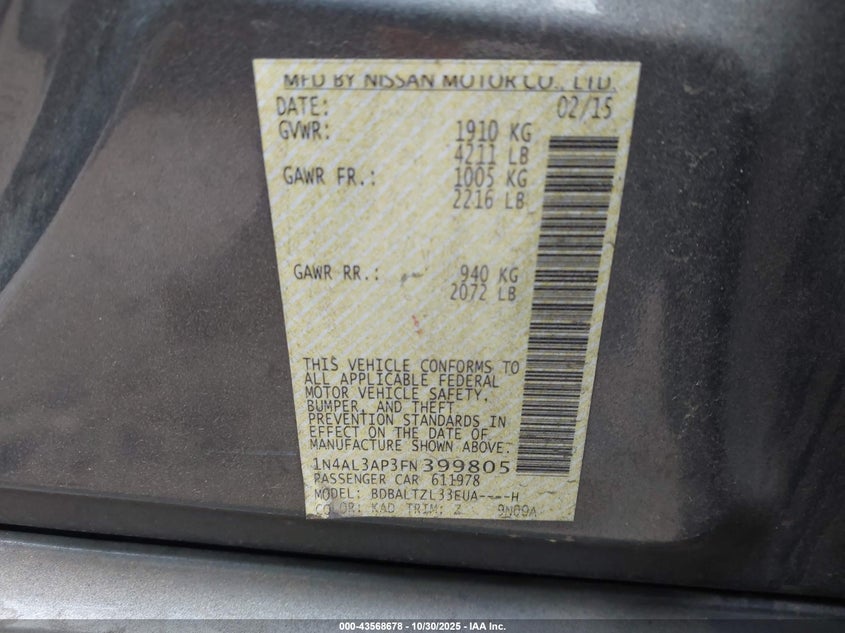 MFD BY NISSAN MOTOR CO., LTD.
DATE: 02/15
GVWR: 1910 KG
4211 LB
GAWR FR.: 1005 KG
2216 LB
GAWR RR.: 940 KG
2072 LB
THIS VEHICLE CONFORMS TO
ALL APPLICABLE FEDERAL
MOTOR VEHICLE SAFETY,
BUMPER, AND THEFT
PREVENTION STANDARDS IN
EFFECT ON THE DATE OF
MANUFACTURE SHOWN ABOVE.
1N4AL3AP3FN399805
PASSENGER CAR 611978
MODEL: BDBALTZL33EUA----H
COLOR: KAD TRIM: Z 9N09A
000-43568678 - 10/30/2025 - IAA Inc.